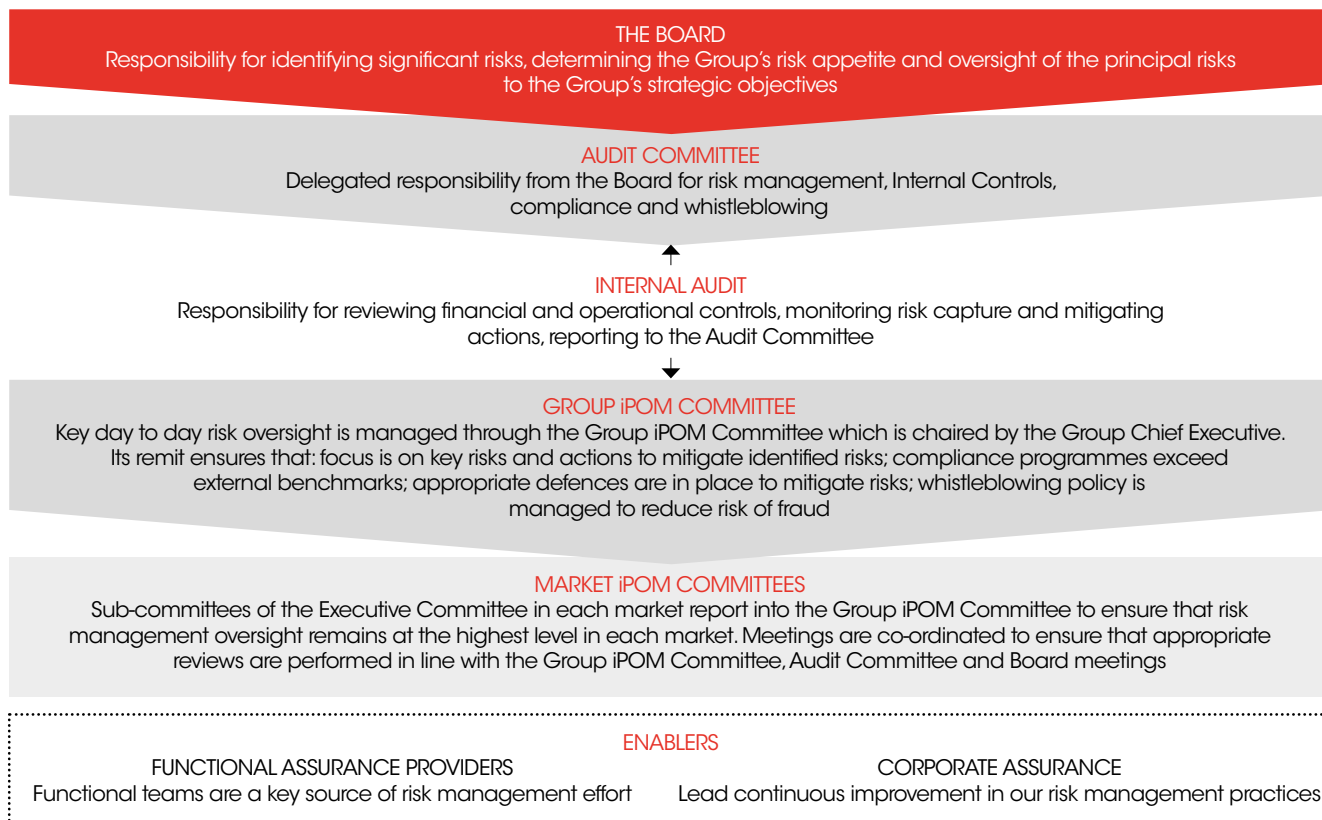 THE BOARD
Responsibility for identifying significant risks, determining the Group's risk appetite and oversight of the principal risks
to the Group's strategic objectives
AUDIT COMMITTEE
Delegated responsibility from the Board for risk management, Internal Controls,
compliance and whistleblowing
INTERNAL AUDIT
Responsibility for reviewing financial and operational controls, monitoring risk capture and mitigating
actions, reporting to the Audit Committee
GROUP iPOM COMMITTEE
Key day to day risk oversight is managed through the Group iPOM Committee which is chaired by the Group Chief Executive.
Its remit ensures that: focus is on key risks and actions to mitigate identified risks; compliance programmes exceed
external benchmarks; appropriate defences are in place to mitigate risks; whistleblowing policy is
managed to reduce risk of fraud
MARKET iPOM COMMITTEES
Sub-committees of the Executive Committee in each market report into the Group iPOM Committee to ensure that risk
management oversight remains at the highest level in each market. Meetings are co-ordinated to ensure that appropriate
reviews are performed in line with the Group iPOM Committee, Audit Committee and Board meetings
ENABLERS
FUNCTIONAL ASSURANCE PROVIDERS
Functional teams are a key source of risk management effort
CORPORATE ASSURANCE
Lead continuous improvement in our risk management practices